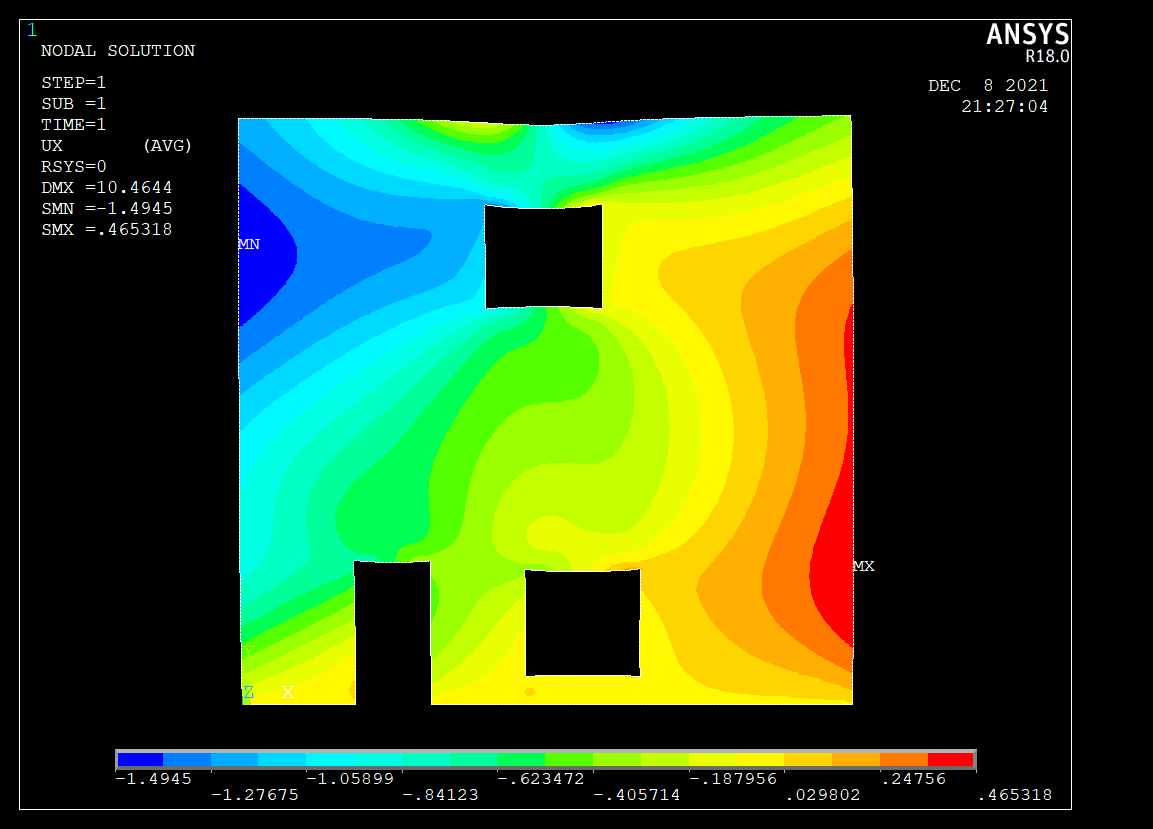 1
ANSYS
R18.0
NODAL SOLUTION
DEC 8 2021
21:27:04
STEP=1
SUB =1
TIME=1
UX (AVG)
RSYS=0
DMX =10.4644
SMN =-1.4945
SMX =.465318
MN
MX
Y
Z X
-1.4945 -1.05899 -.623472 -.187956 .24756
-1.27675 -.84123 -.405714 .029802 .465318